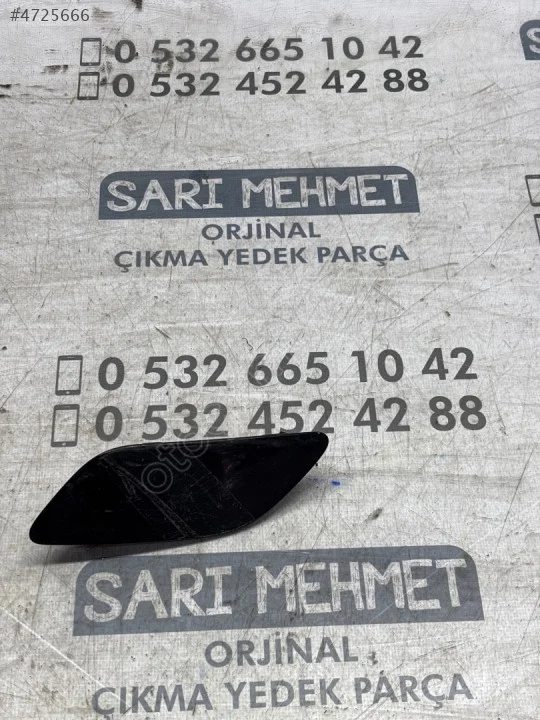 #4725666
0 532 665 10 42
0 532 452 42 88
SARI MEHMET
ORJİNAL
ÇIKMA YEDEK PARÇA
0 532 665 10 42
0 532 452 42 88
SARI MEHMET
ORJİNAL
ÇIKMA YEDEK PARÇA